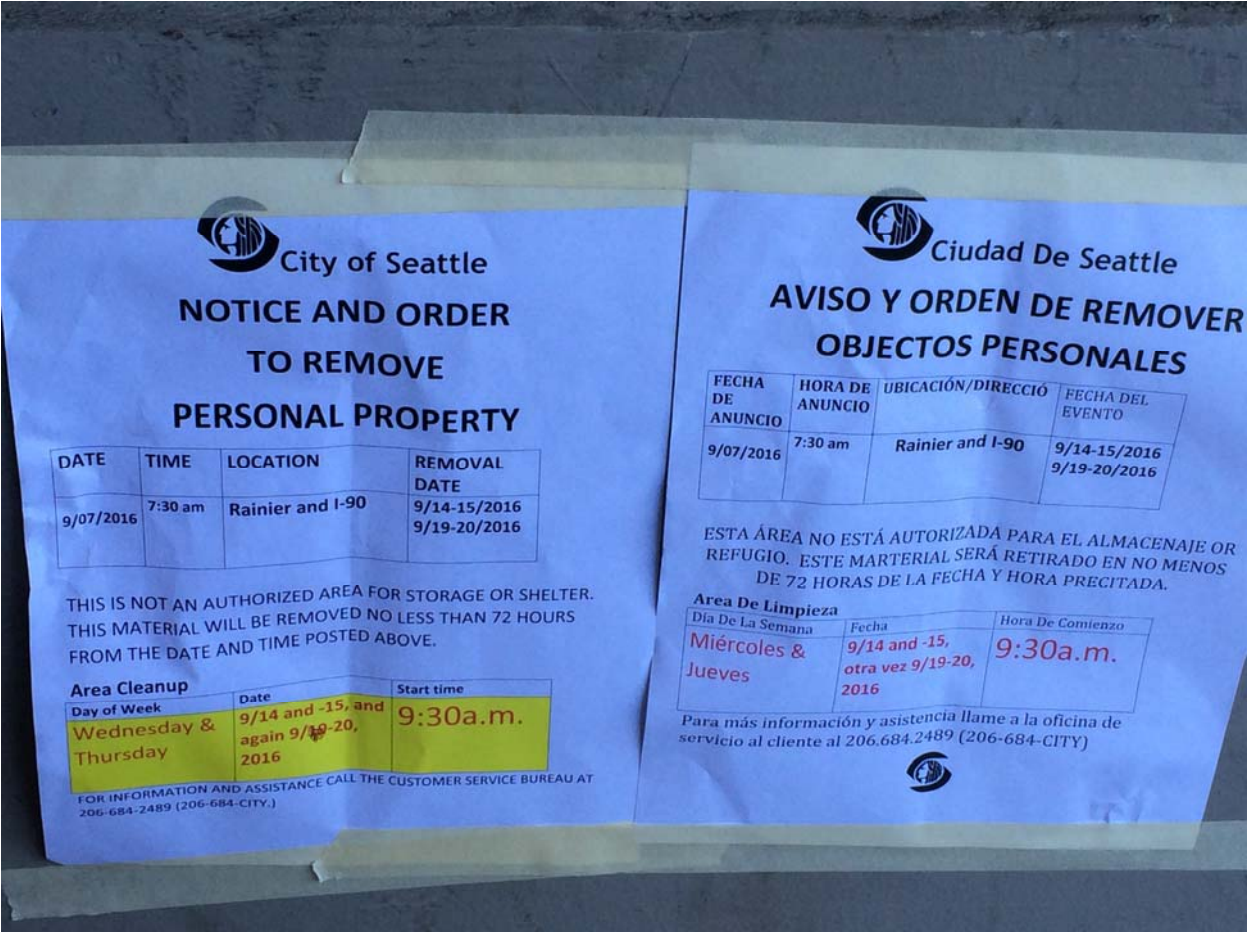 City of Seattle
NOTICE AND ORDER
TO REMOVE
PERSONAL PROPERTY
DATE TIME LOCATION REMOVAL
DATE
9/07/2016 7:30 am Rainier and I-90 9/14-15/2016
9/19-20/2016
THIS IS NOT AN AUTHORIZED AREA FOR STORAGE OR SHELTER.
THIS MATERIAL WILL BE REMOVED NO LESS THAN 72 HOURS
FROM THE DATE AND TIME POSTED ABOVE.
Area Cleanup
Day of Week Date Start time
Wednesday & 9/14 and -15, and 9:30a.m.
Thursday again 9/19-20,
2016
FOR INFORMATION AND ASSISTANCE CALL THE CUSTOMER SERVICE BUREAU AT
206-684-2489 (206-684-CITY.)
Ciudad De Seattle
AVISO Y ORDEN DE REMOVER
OBJECTOS PERSONALES
FECHA HORA DE UBICACIÓN/DIRECCIÓ FECHA DEL
DE ANUNCIO EVENTO
ANUNCIO
9/07/2016 7:30 am Rainier and I-90 9/14-15/2016
9/19-20/2016
ESTA ÁREA NO ESTÁ AUTORIZADA PARA EL ALMACENAJE OR
REFUGIO. ESTE MARTERIAL SERÁ RETIRADO EN NO MENOS
DE 72 HORAS DE LA FECHA Y HORA PRECITADA.
Area De Limpieza
Día De La Semana Fecha Hora De Comienzo
Miércoles & 9/14 and -15, 9:30a.m.
Jueves otra vez 9/19-20,
2016
Para más información y asistencia llame a la oficina de
servicio al cliente al 206.684.2489 (206-684-CITY)